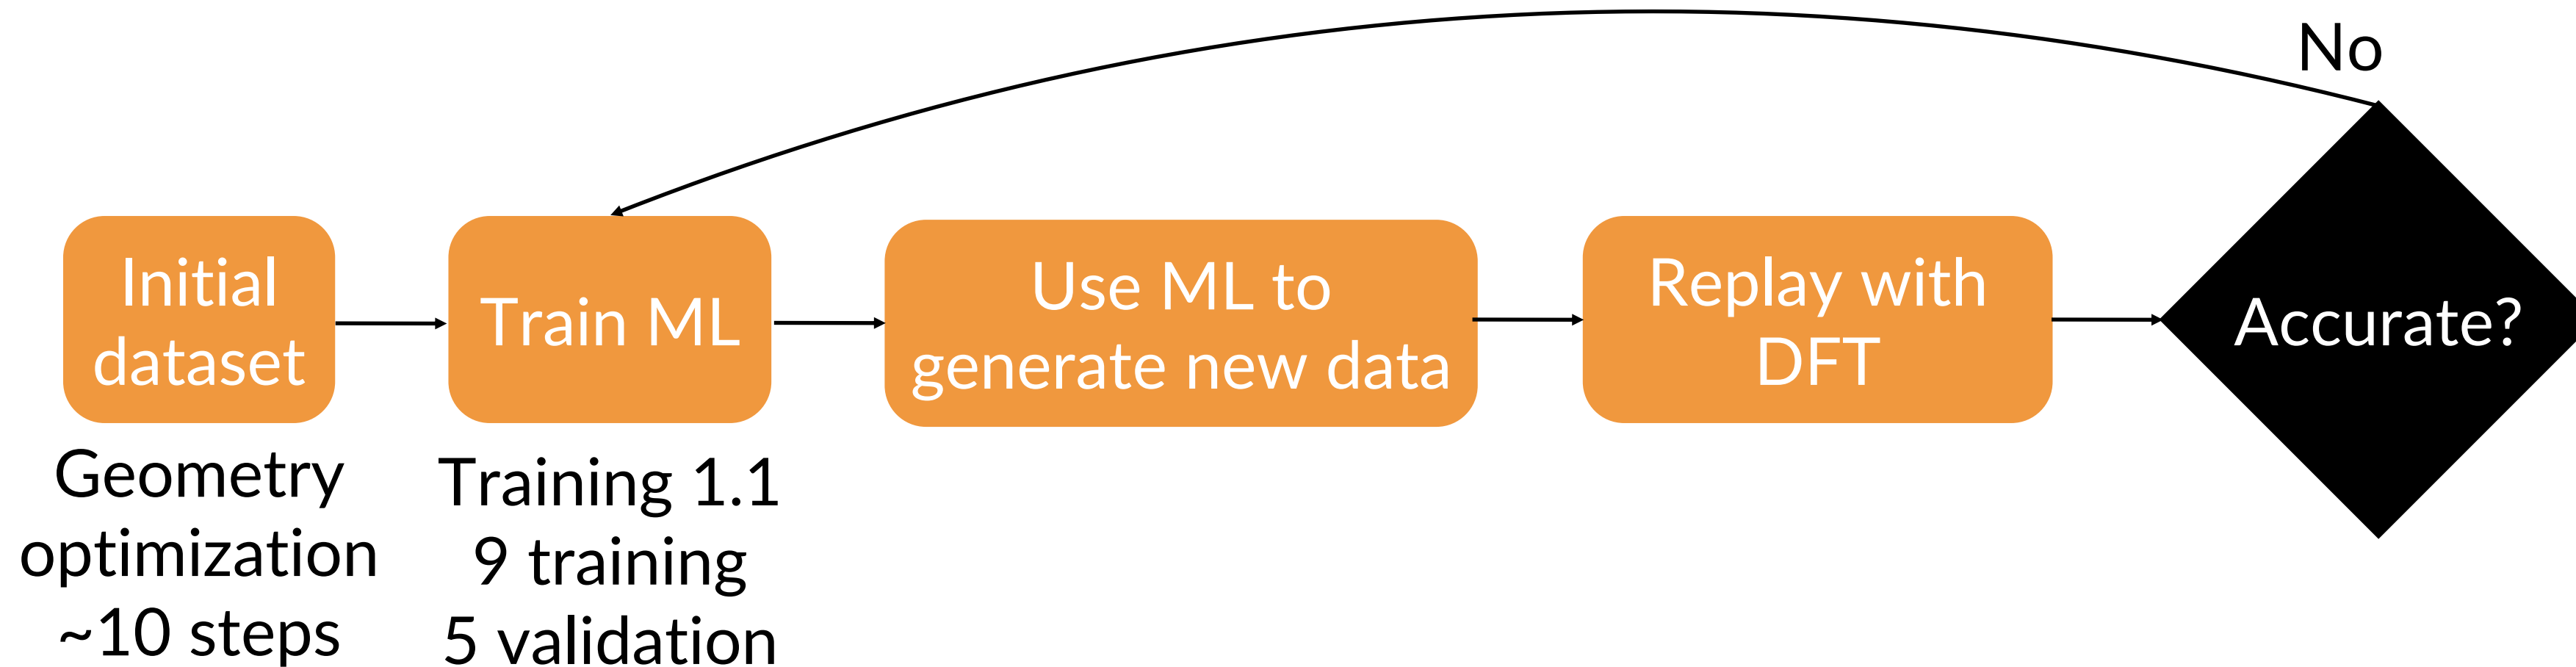 No
Initial
dataset
Train ML
Use ML to
generate new data
Replay with
DFT
Accurate?
Geometry
optimization
~10 steps
Training 1.1
9 training
5 validation